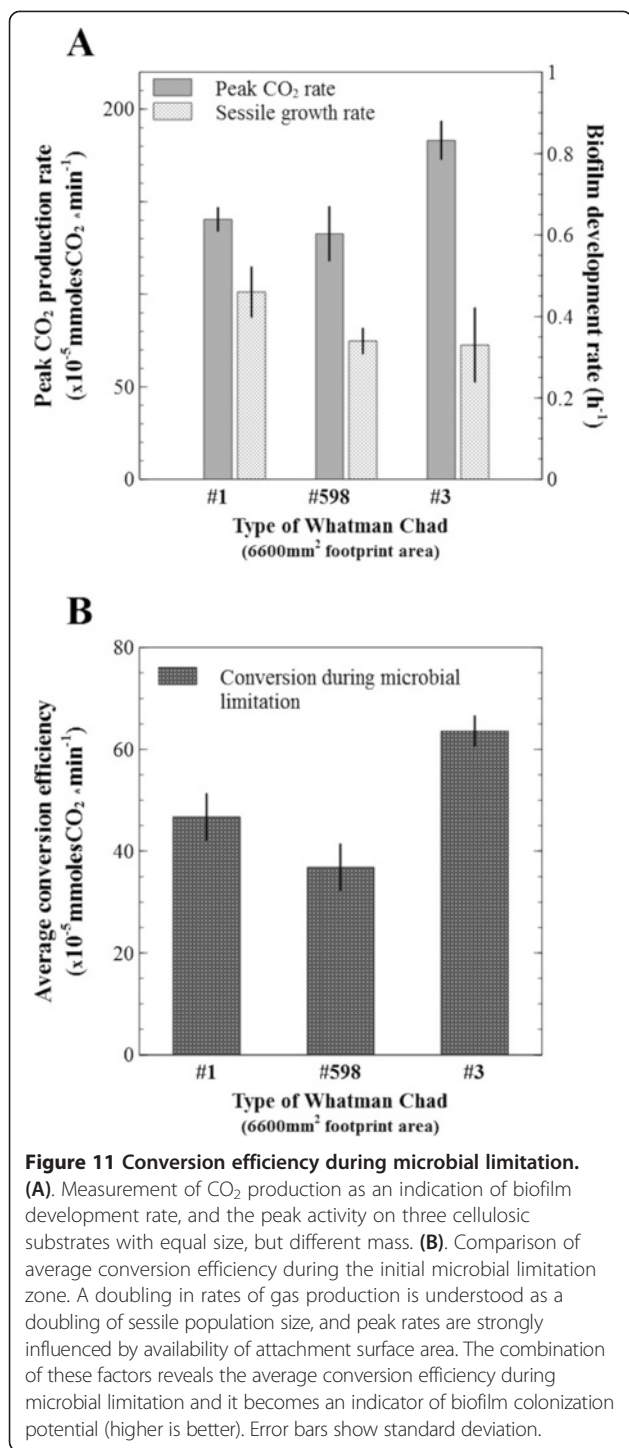 A
Peak CO₂ rate
Sessile growth rate
200
50
0
1
0.8
0.6
0.4
0.2
0
Peak CO₂ production rate
(x10⁻⁵mmolesCO₂ ·min⁻¹)
Biofilm development rate (h⁻¹)
#1 #598 #3
Type of Whatman Chad
(6600mm² footprint area)
B
Conversion during microbial
limitation
80
60
40
20
0
Average conversion efficiency
(x10⁻⁵mmolesCO₂ ·min⁻¹)
#1 #598 #3
Type of Whatman Chad
(6600mm² footprint area)
Figure 11 Conversion efficiency during microbial limitation.
(A). Measurement of CO₂ production as an indication of biofilm
development rate, and the peak activity on three cellulosic
substrates with equal size, but different mass. (B). Comparison of
average conversion efficiency during the initial microbial limitation
zone. A doubling in rates of gas production is understood as a
doubling of sessile population size, and peak rates are strongly
influenced by availability of attachment surface area. The combination
of these factors reveals the average conversion efficiency during
microbial limitation and it becomes an indicator of biofilm colonization
potential (higher is better). Error bars show standard deviation.